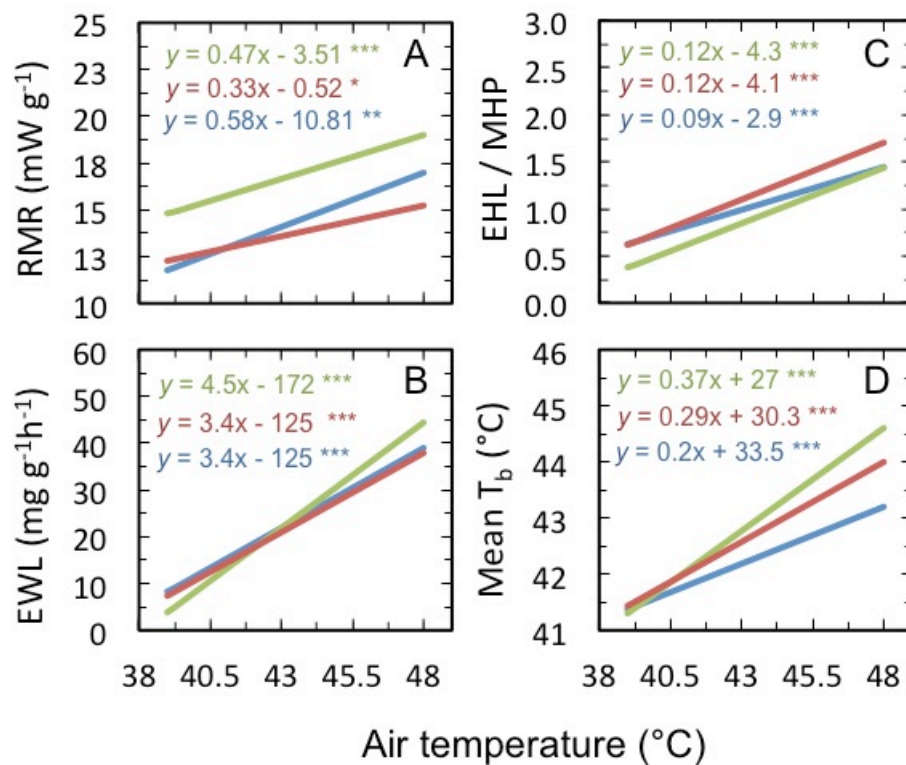 RMR (mW g⁻¹)
25
23
20
18
15
13
10
y = 0.47x - 3.51 ***
y = 0.33x - 0.52 *
y = 0.58x - 10.81 **
A
EHL / MHP
3.0
2.5
2.0
1.5
1.0
0.5
0.0
y = 0.12x - 4.3 ***
y = 0.12x - 4.1 ***
y = 0.09x - 2.9 ***
C
EWL (mg g⁻¹h⁻¹)
60
50
40
30
20
10
0
y = 4.5x - 172 ***
y = 3.4x - 125 ***
y = 3.4x - 125 ***
B
38 40.5 43 45.5 48
Mean T_b (°C)
46
45
44
43
42
41
y = 0.37x + 27 ***
y = 0.29x + 30.3 ***
y = 0.2x + 33.5 ***
D
38 40.5 43 45.5 48
Air temperature (°C)